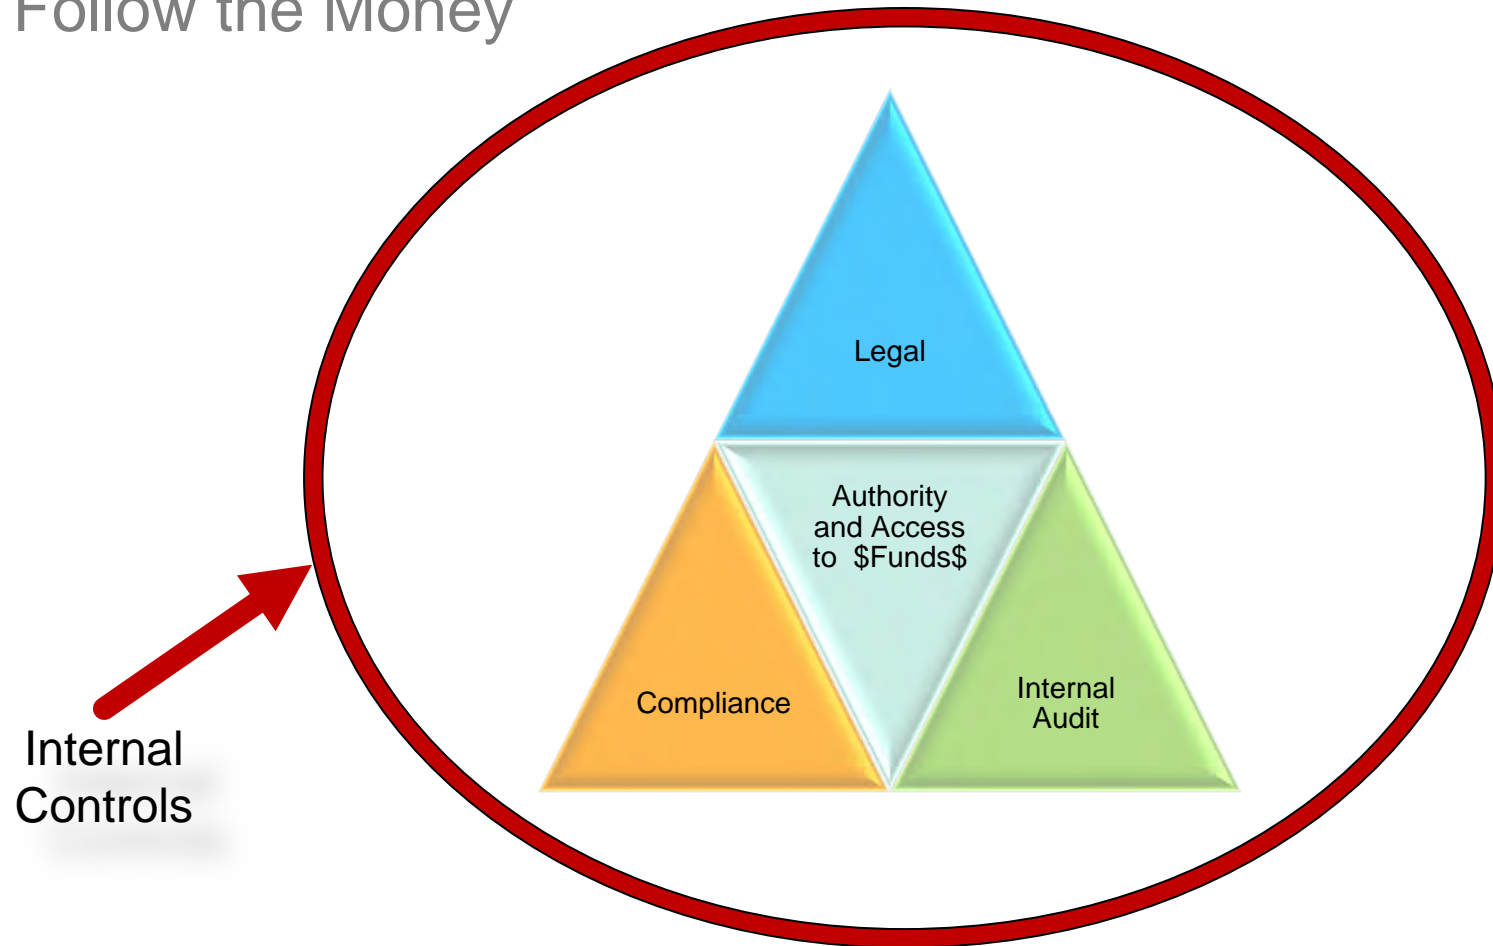 Follow the Money
Legal
Authority
and Access
to $Funds$
Compliance
Internal
Audit
Internal
Controls